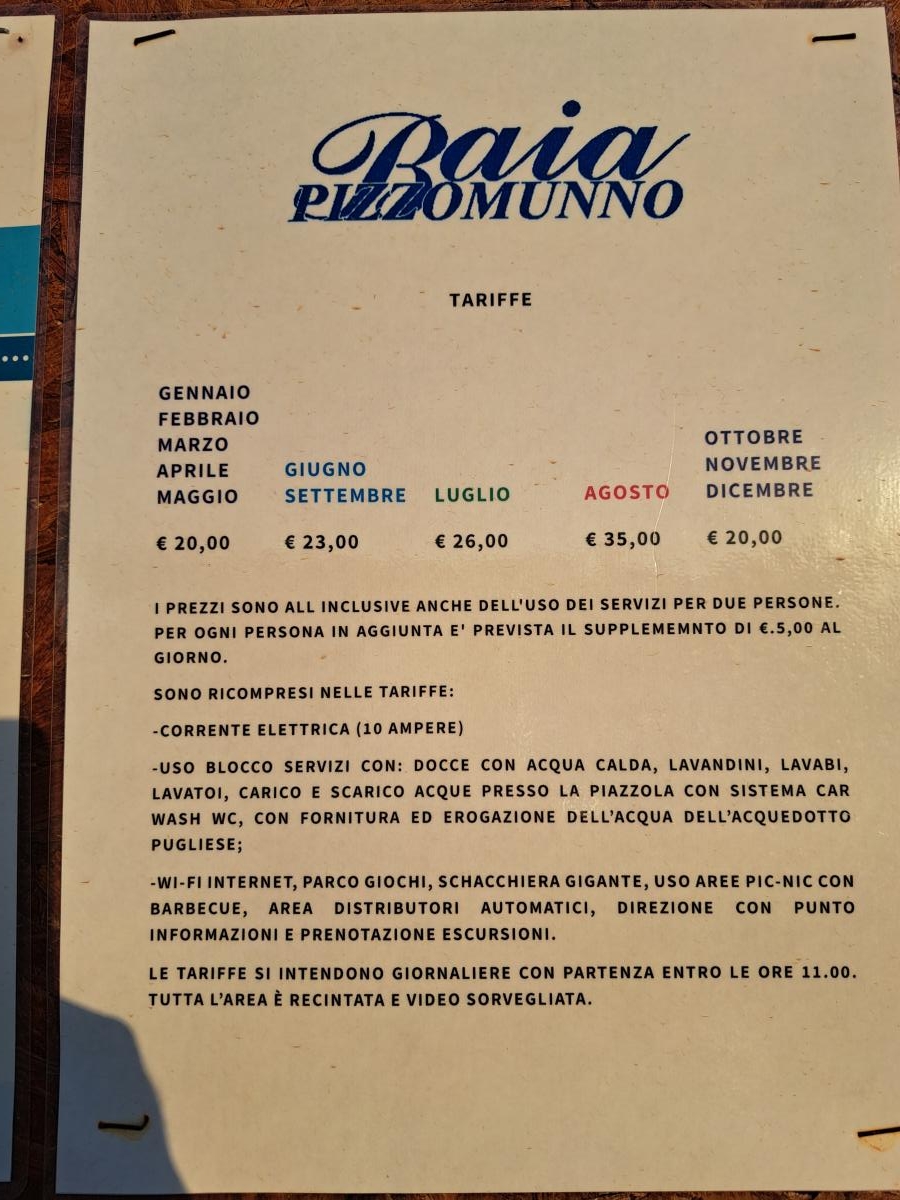 Baia
PIZZOMUNNO
TARIFFE
GENNAIO
FEBBRAIO
MARZO
APRILE
MAGGIO
€ 20,00
GIUGNO
SETTEMBRE
€ 23,00
LUGLIO
€ 26,00
AGOSTO
€ 35,00
OTTOBRE
NOVEMBRE
DICEMBRE
€ 20,00
I PREZZI SONO ALL INCLUSIVE ANCHE DELL'USO DEI SERVIZI PER DUE PERSONE.
PER OGNI PERSONA IN AGGIUNTA E' PREVISTA IL SUPPLEMEMNTO DI €.5,00 AL
GIORNO.
SONO RICOMPRESI NELLE TARIFFE:
-CORRENTE ELETTRICA (10 AMPERE)
-USO BLOCCO SERVIZI CON: DOCCE CON ACQUA CALDA, LAVANDINI, LAVABI,
LAVATOI, CARICO E SCARICO ACQUE PRESSO LA PIAZZOLA CON SISTEMA CAR
WASH WC, CON FORNITURA ED EROGAZIONE DELL'ACQUA DELL'ACQUEDOTTO
PUGLIESE;
-WI-FI INTERNET, PARCO GIOCHI, SCHACCHIERA GIGANTE, USO AREE PIC-NIC CON
BARBECUE, AREA DISTRIBUTORI AUTOMATICI, DIREZIONE CON PUNTO
INFORMAZIONI E PRENOTAZIONE ESCURSIONI.
LE TARIFFE SI INTENDONO GIORNALIERE CON PARTENZA ENTRO LE ORE 11.00.
TUTTA L'AREA È RECINTATA E VIDEO SORVEGLIATA.